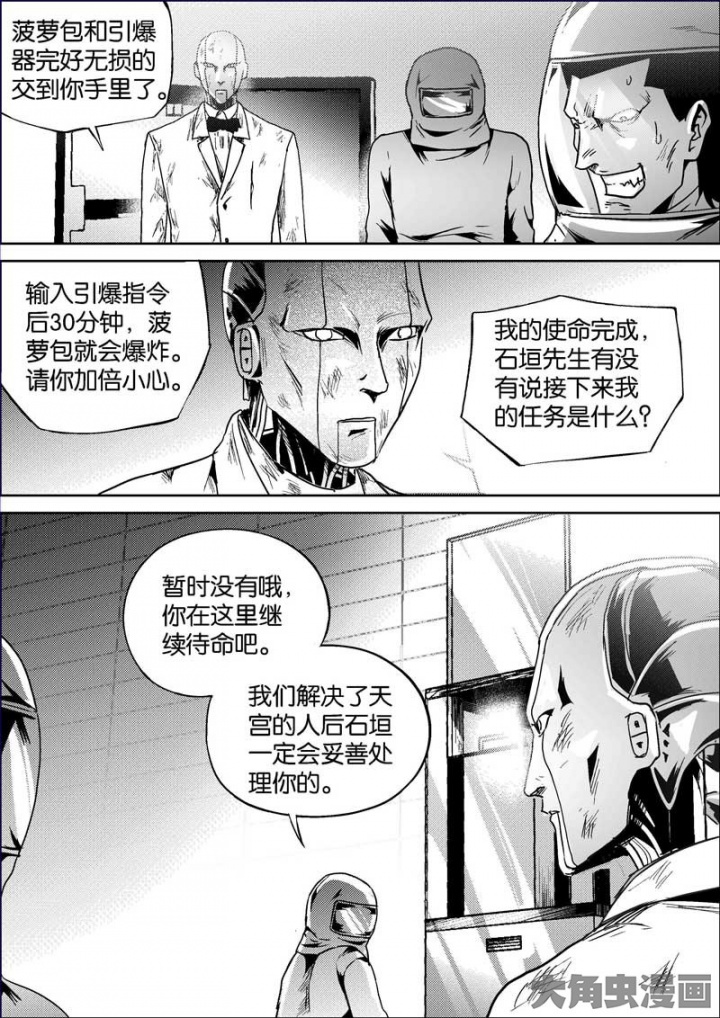 菠萝包和引爆
器完好无损的
交到你手里了。
输入引爆指令
后30分钟，菠
萝包就会爆炸。
请你加倍小心。
我的使命完成，
石垣先生有没
有说接下来我
的任务是什么？
暂时没有哦，
你在这里继
续待命吧。
我们解决了天
宫的人后石垣
一定会妥善处
理你的。
大角虫漫画